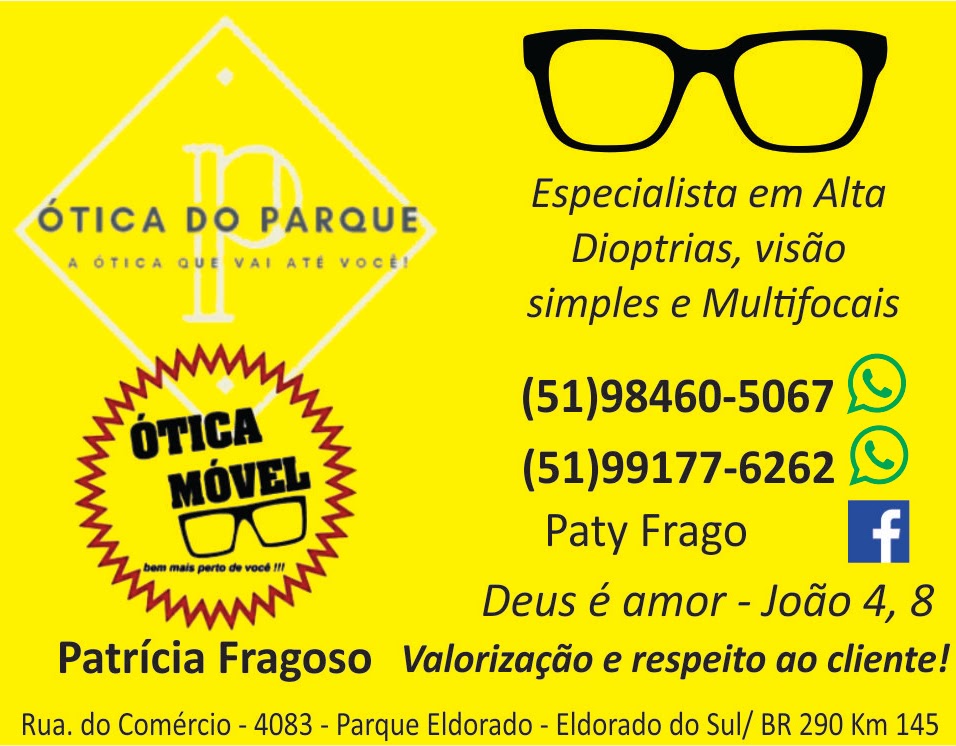 p
ÓTICA DO PARQUE
A ÓTICA QUE VAI ATÉ VOCÊ!
ÓTICA
MÓVEL
bem mais perto de você !!!
Patrícia Fragoso
Especialista em Alta
Dioptrias, visão
simples e Multifocais
(51)98460-5067
(51)99177-6262
Paty Frago
f
Deus é amor - João 4, 8
Valorização e respeito ao cliente!
Rua. do Comércio - 4083 - Parque Eldorado - Eldorado do Sul/ BR 290 Km 145